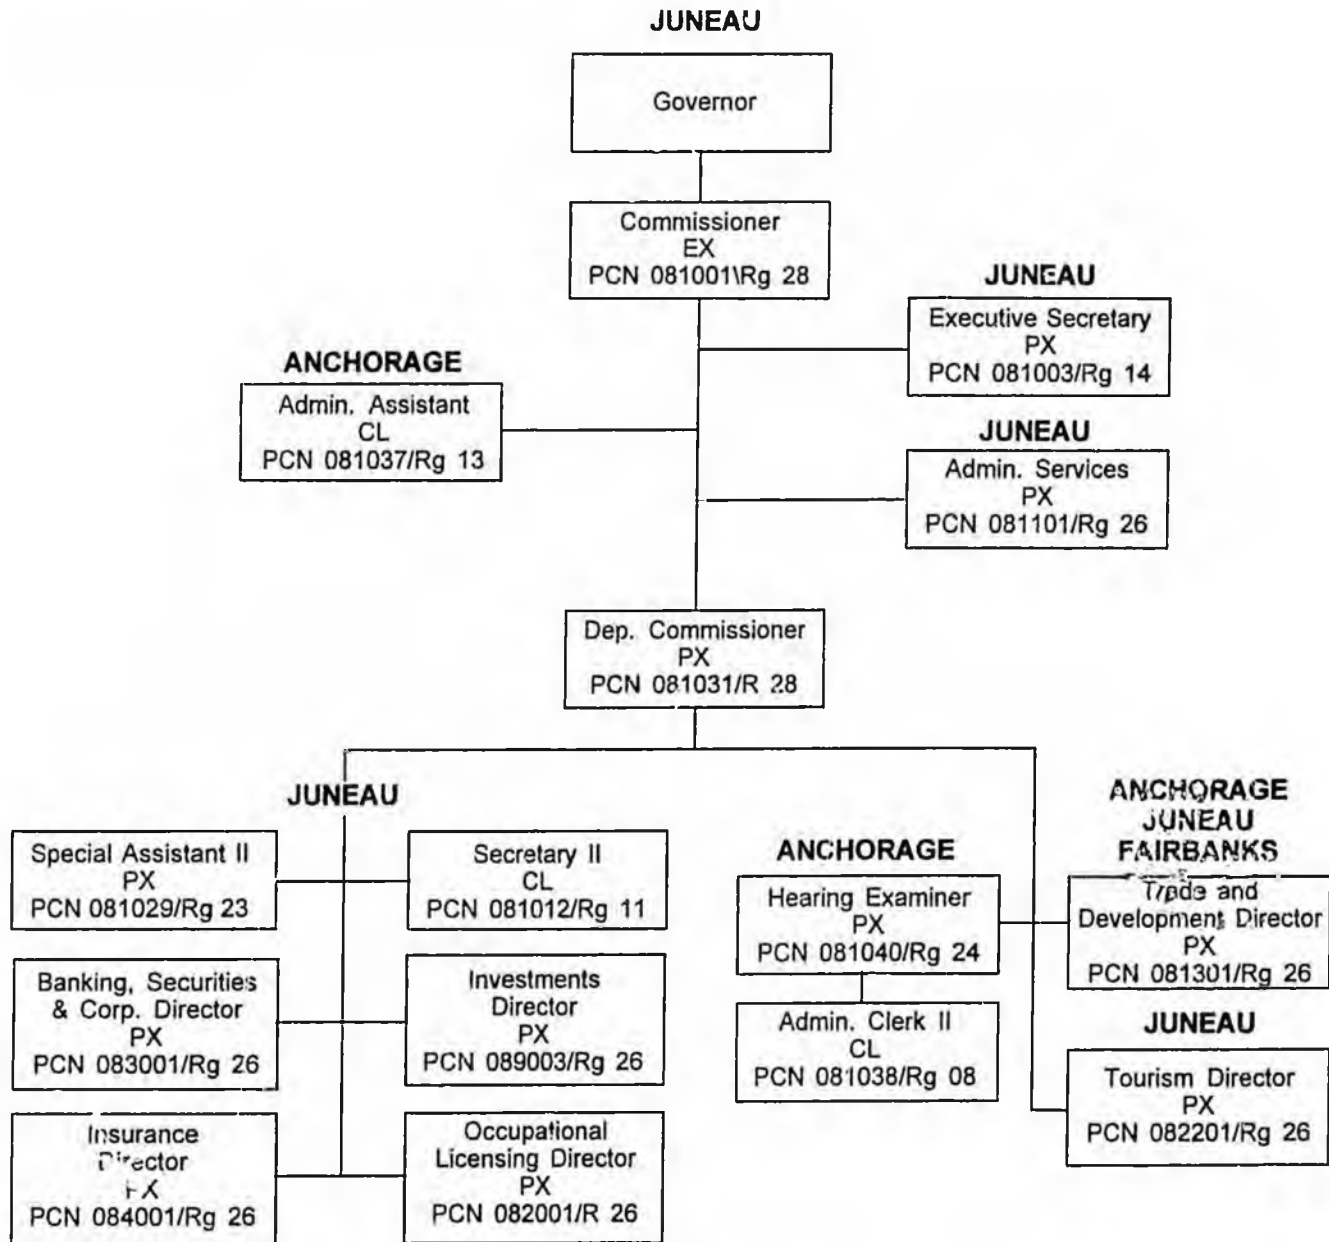 JUNEAU
Governor
Commissioner
EX
PCN 081001\Rg 28
JUNEAU
Executive Secretary
PX
PCN 081003/Rg 14
ANCHORAGE
Admin. Assistant
CL
PCN 081037/Rg 13
JUNEAU
Admin. Services
PX
PCN 081101/Rg 26
Dep. Commissioner
PX
PCN 081031/R 28
JUNEAU
Special Assistant II
PX
PCN 081029/Rg 23
Secretary II
CL
PCN 081012/Rg 11
Banking, Securities
& Corp. Director
PX
PCN 083001/Rg 26
Investments
Director
PX
PCN 089003/Rg 26
Insurance
Director
PX
PCN 084001/Rg 26
Occupational
Licensing Director
PX
PCN 082001/R 26
ANCHORAGE
Hearing Examiner
PX
PCN 081040/Rg 24
Admin. Clerk II
CL
PCN 081038/Rg 08
ANCHORAGE
JUNEAU
FAIRBANKS
Trade and
Development Director
PX
PCN 081301/Rg 26
JUNEAU
Tourism Director
PX
PCN 082201/Rg 26